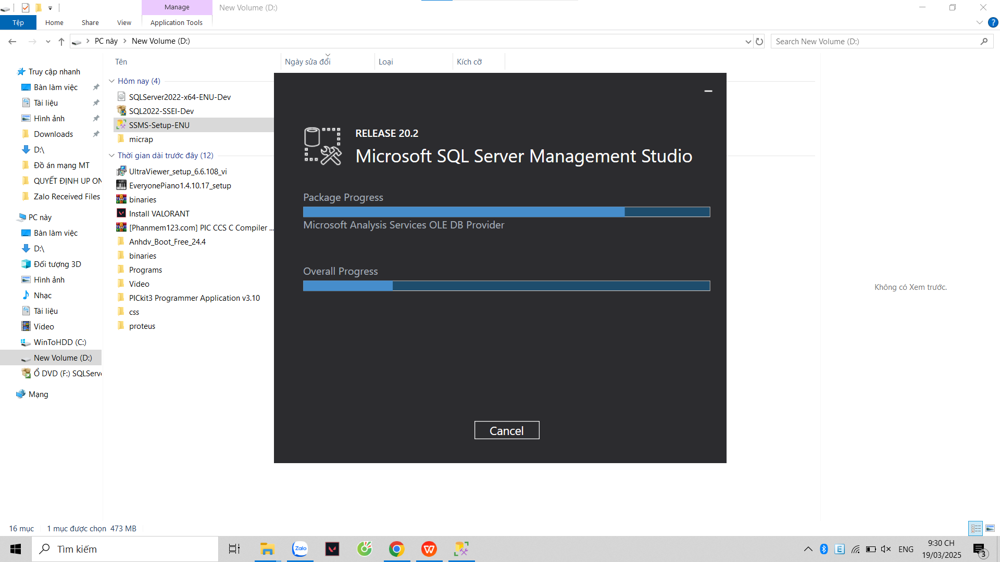 Manage
New Volume (D:)
Tệp
Home
Share
View
Application Tools
PC này
New Volume (D:)
Search New Volume (D:)
Tên
Ngày sửa đổi
Loại
Kích cỡ
Truy cập nhanh
Bàn làm việc
Tài liệu
Hình ảnh
Downloads
D:\
Đồ án mạng MT
QUYẾT ĐỊNH UP ON
Zalo Received Files
PC này
Bàn làm việc
D:\
Đối tượng 3D
Hình ảnh
Nhạc
Tài liệu
Video
WinToHDD (C:)
New Volume (D:)
Ổ DVD (F:) SQLServe
Mạng
Hôm nay (4)
SQLServer2022-x64-ENU-Dev
SQL2022-SSEI-Dev
SSMS-Setup-ENU
micrap
Thời gian dài trước đây (12)
UltraViewer_setup_6.6.108_vi
EveryonePiano1.4.10.17_setup
binaries
Install VALORANT
[Phanmem123.com] PIC CCS C Compiler ...
Anhdv_Boot_Free_24.4
binaries
Programs
Video
PICkit3 Programmer Application v3.10
css
proteus
RELEASE 20.2
Microsoft SQL Server Management Studio
Package Progress
Microsoft Analysis Services OLE DB Provider
Overall Progress
Cancel
Không có Xem trước.
16 mục
1 mục được chọn 473 MB
Tìm kiếm
Zalo
ENG
9:30 CH
19/03/2025
3